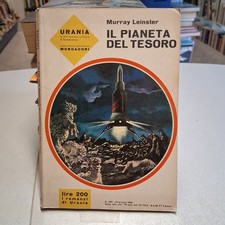 Murray Leinster
URANIA
IL PIANETA
DEL TESORO
MONDADORI
lire 200
i romanzi
di Urania